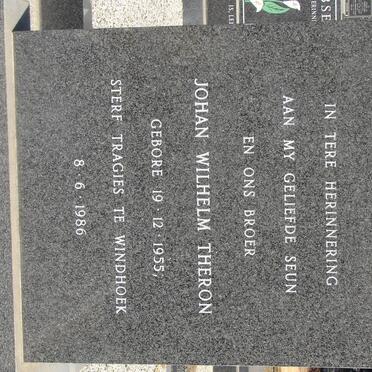 IN TERE HERINNERING
AAN MY GELIEFDE SEUN
EN ONS BROER
JOHAN WILHELM THERON
GEBORE 19·12·1955,
STERF TRAGIES TE WINDHOEK
8·6·1986